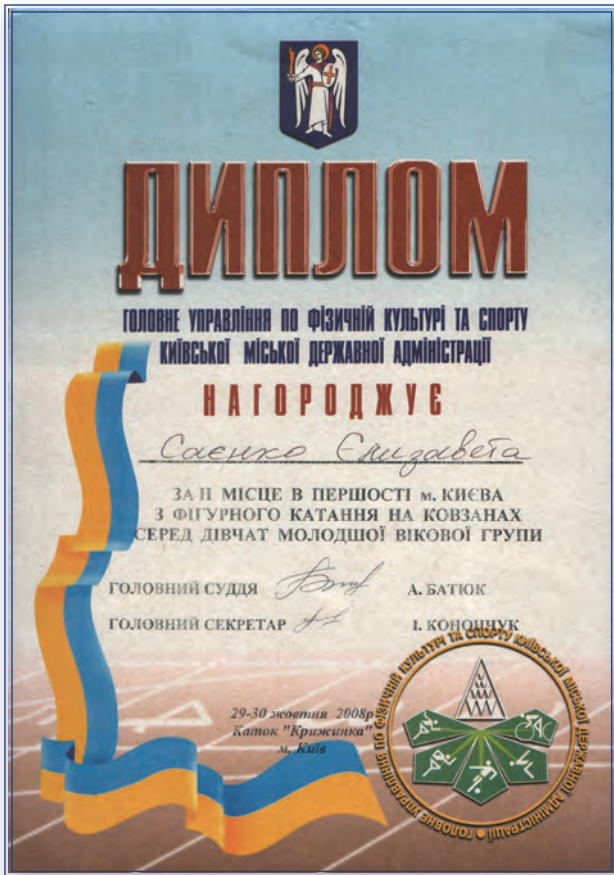 ДИПЛОМ
ГОЛОВНЕ УПРАВЛІННЯ ПО ФІЗИЧНІЙ КУЛЬТУРІ ТА СПОРТУ
КИЇВСЬКОЇ МІСЬКОЇ ДЕРЖАВНОЇ АДМІНІСТРАЦІЇ
НАГОРОДЖУЄ
Саєнко Єлизавета
ЗА ІІ МІСЦЕ В ПЕРШОСТІ м. КИЄВА
З ФІГУРНОГО КАТАННЯ НА КОВЗАНАХ
СЕРЕД ДІВЧАТ МОЛОДШОЇ ВІКОВОЇ ГРУПИ
ГОЛОВНИЙ СУДДЯ А. БАТЮК
ГОЛОВНИЙ СЕКРЕТАР І. КОНОЦЧУК
29-30 жовтня 2008р
Каток "Крижинка"
м. Київ
ГОЛОВНЕ УПРАВЛІННЯ ПО ФІЗИЧНІЙ КУЛЬТУРІ ТА СПОРТУ КИЇВСЬКОЇ МІСЬКОЇ ДЕРЖАВНОЇ АДМІНІСТРАЦІЇ